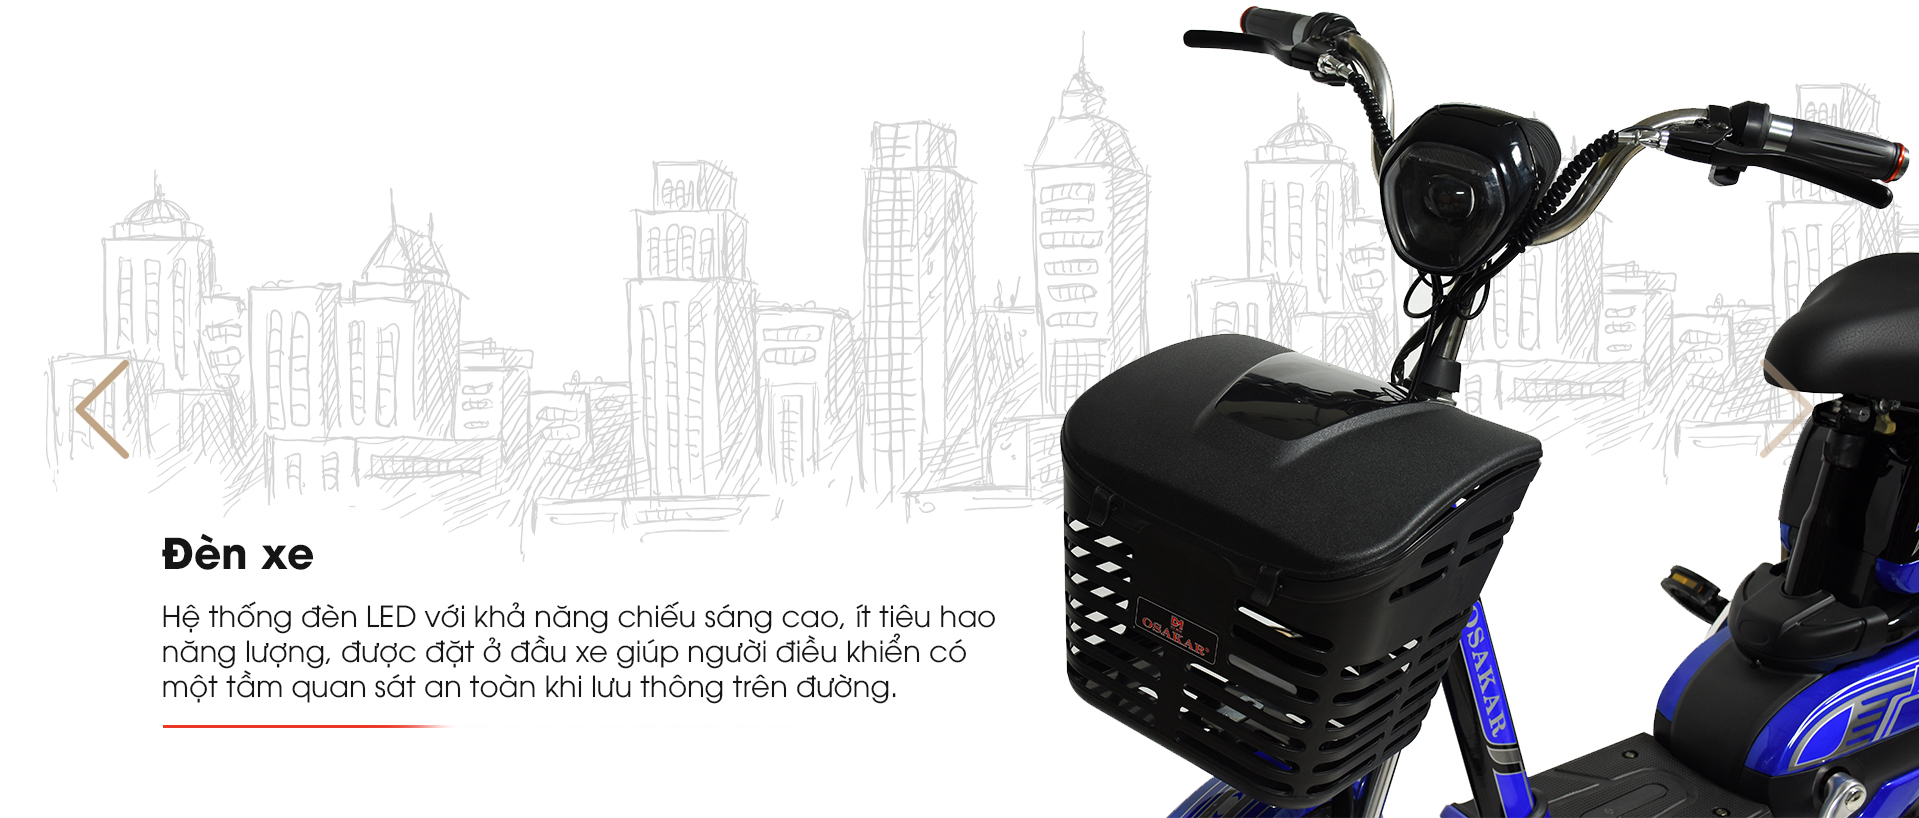 Đèn xe
Hệ thống đèn LED với khả năng chiếu sáng cao, ít tiêu hao
năng lượng, được đặt ở đầu xe giúp người điều khiển có
một tầm quan sát an toàn khi lưu thông trên đường.
OSAKAR®
OSAKAR